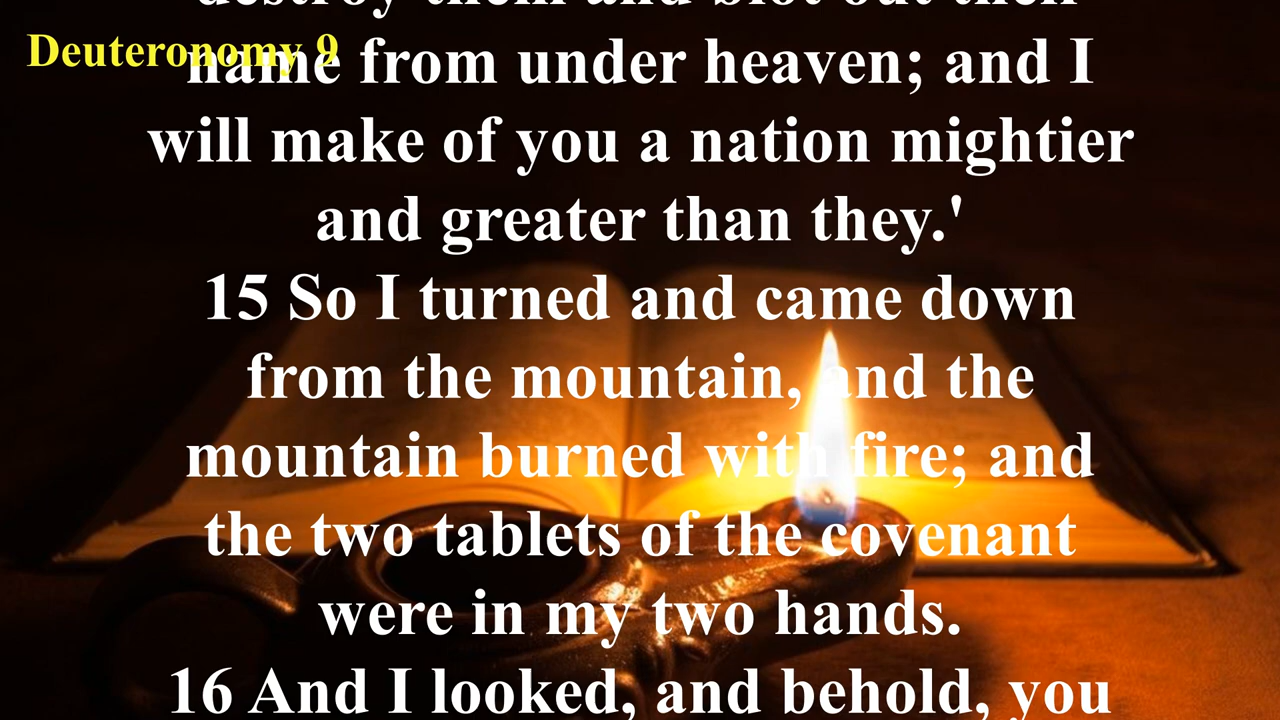 destroy them and blot out their
Deuteronomy 9
name from under heaven; and I
will make of you a nation mightier
and greater than they.'
15 So I turned and came down
from the mountain, and the
mountain burned with fire; and
the two tablets of the covenant
were in my two hands.
16 And I looked, and behold, you